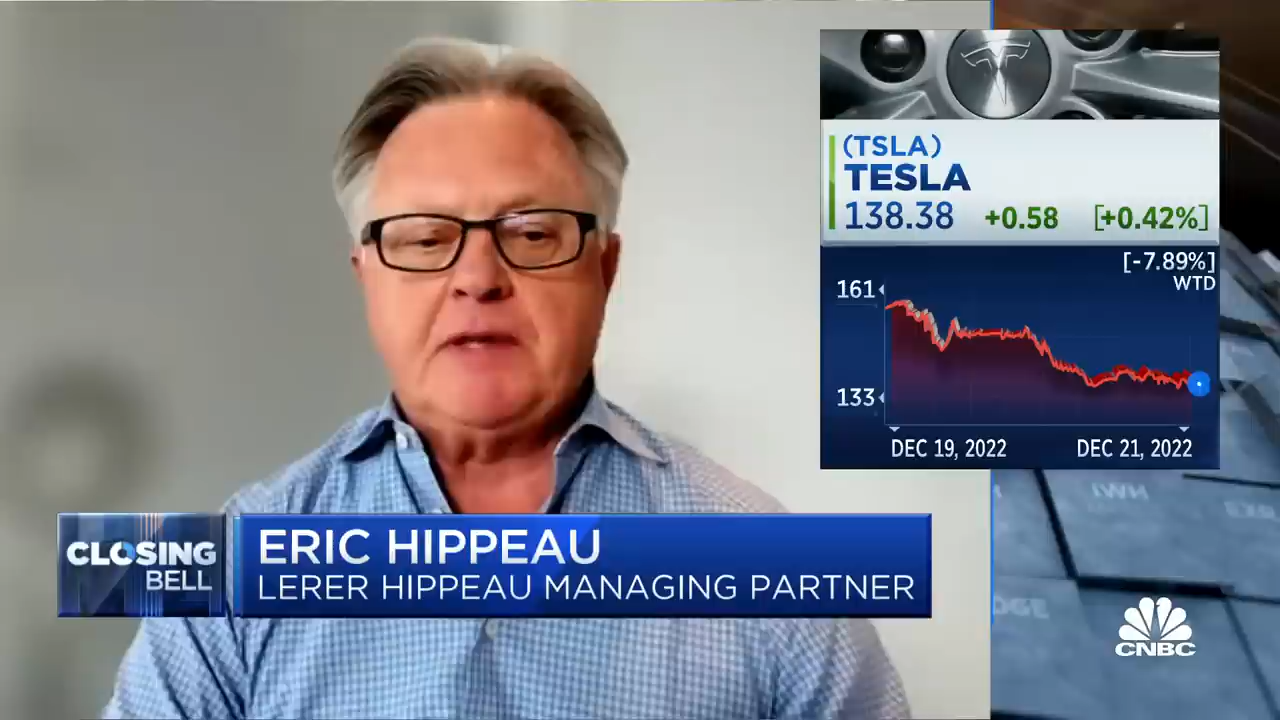 (TSLA)
TESLA
138.38 +0.58 [+0.42%]
[-7.89%]
WTD
161
133
DEC 19, 2022 DEC 21, 2022
CLOSING
BELL
ERIC HIPPEAU
LERER HIPPEAU MANAGING PARTNER
CNBC